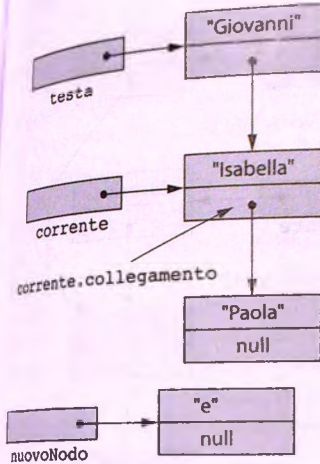 "Giovanni"
testa
"Isabella"
corrente
corrente.collegamento
"Paola"
null
"e"
null
nuovoNodo